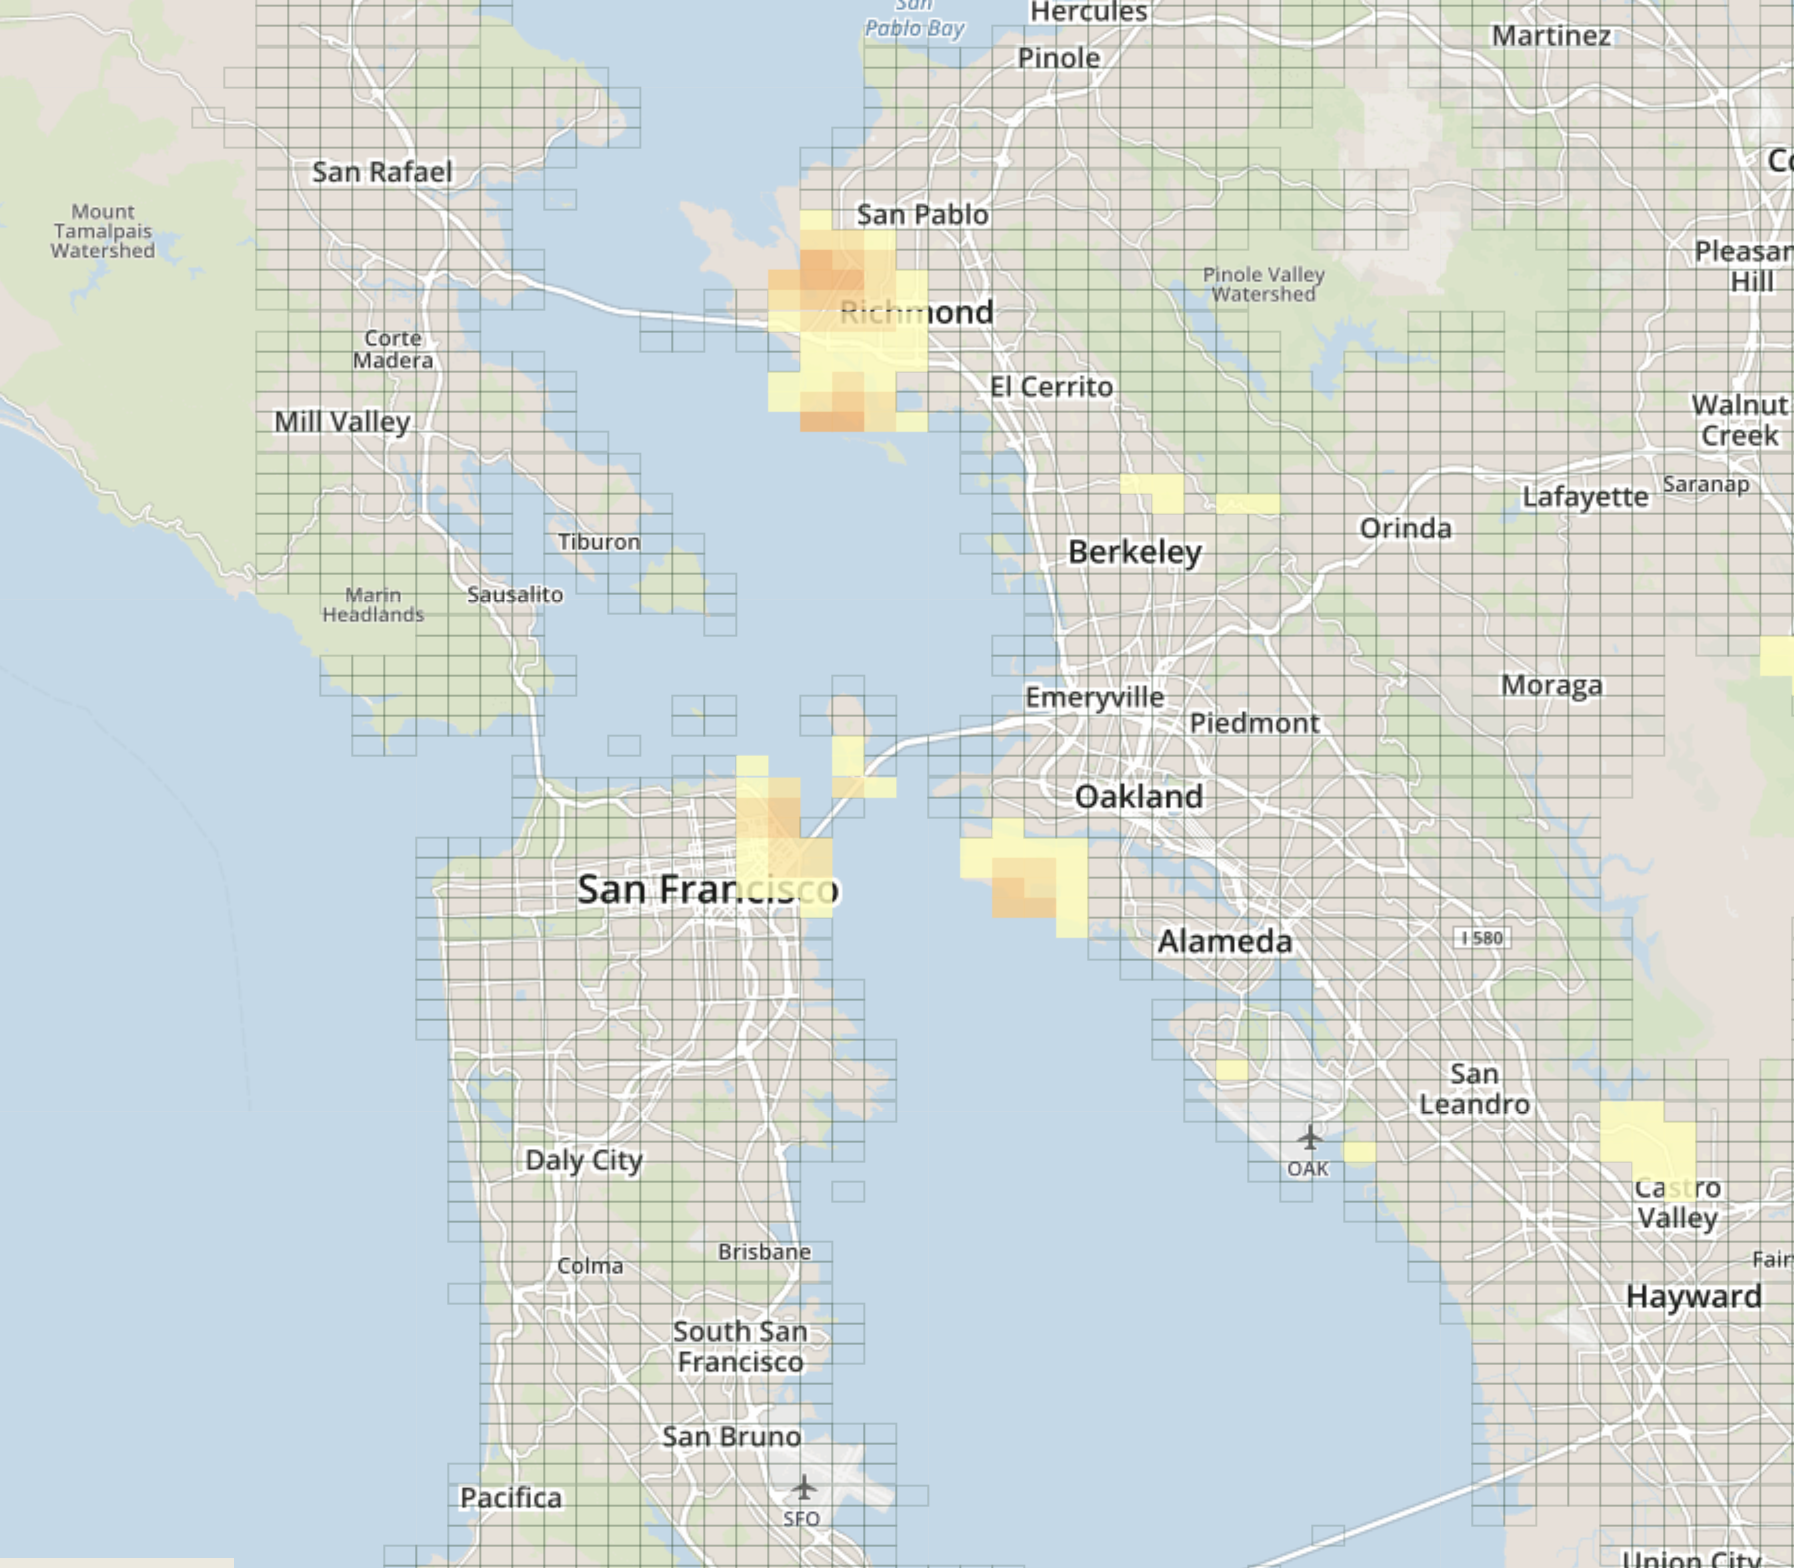 San
Pablo Bay
Hercules
Pinole
Martinez
San Rafael
Mount
Tamalpais
Watershed
San Pablo
Pleasan
Hill
Pinole Valley
Watershed
Richmond
Corte
Madera
El Cerrito
Mill Valley
Walnut
Creek
Saranap
Lafayette
Orinda
Tiburon
Berkeley
Marin
Headlands
Sausalito
Moraga
Emeryville
Piedmont
Oakland
San Francisco
Alameda
I 580
San
Leandro
OAK
Daly City
Castro
Valley
Brisbane
Colma
Fair
Hayward
South San
Francisco
San Bruno
Pacifica
SFO
Union City